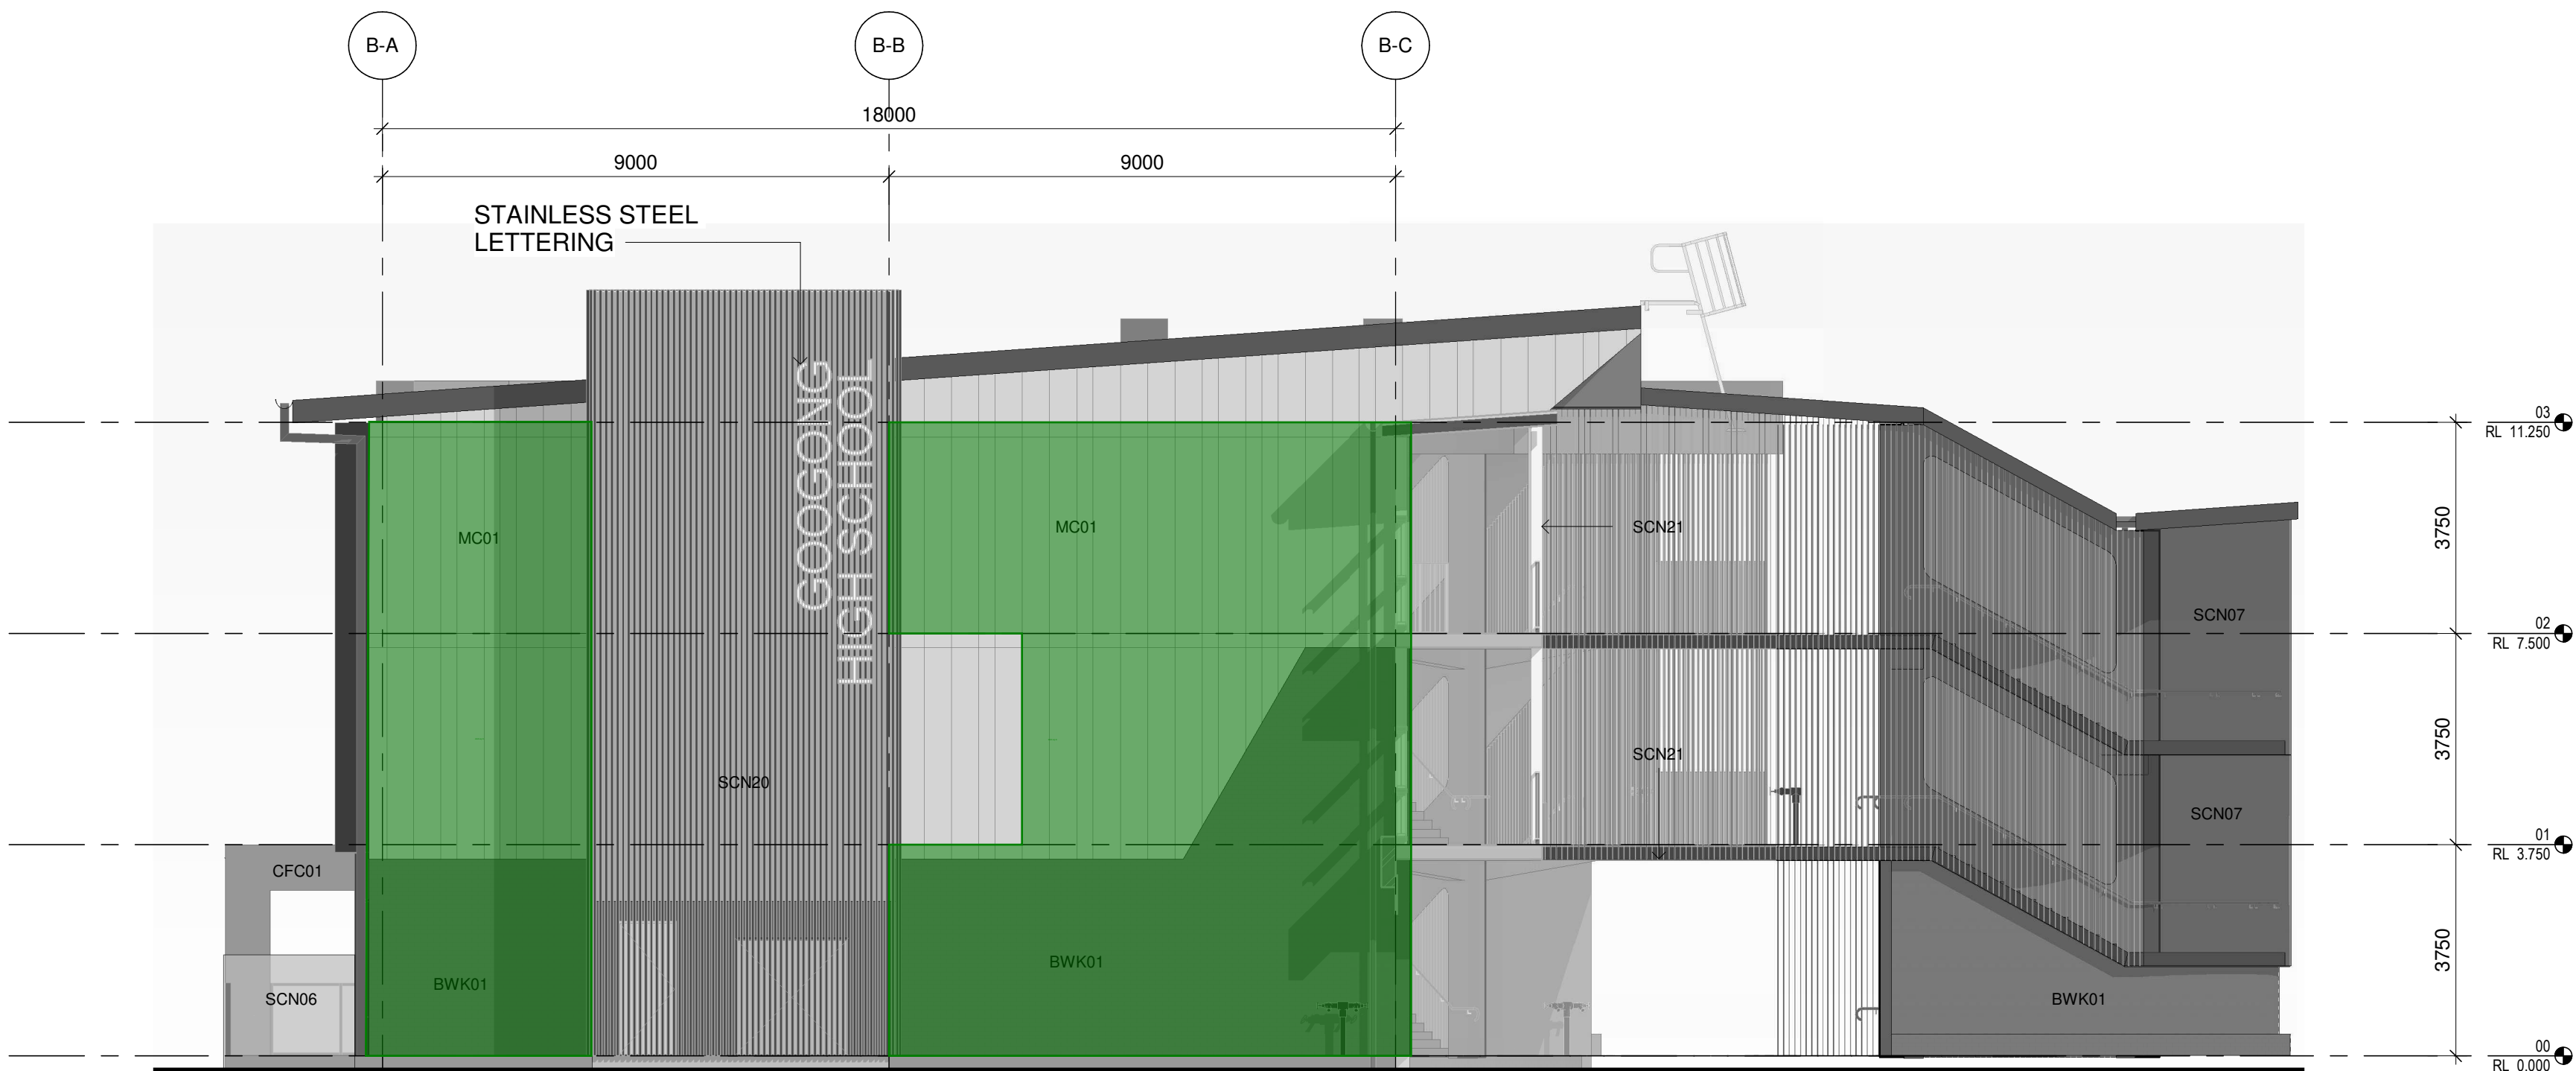 B-A
B-B
B-C
18000
9000
9000
STAINLESS STEEL
LETTERING
GOOGONG
HIGH SCHOOL
MC01
MC01
SCN21
SCN20
SCN21
SCN07
SCN07
CFC01
SCN06
BWK01
BWK01
BWK01
03
RL 11.250
3750
02
RL 7.500
3750
01
RL 3.750
3750
00
RL 0.000